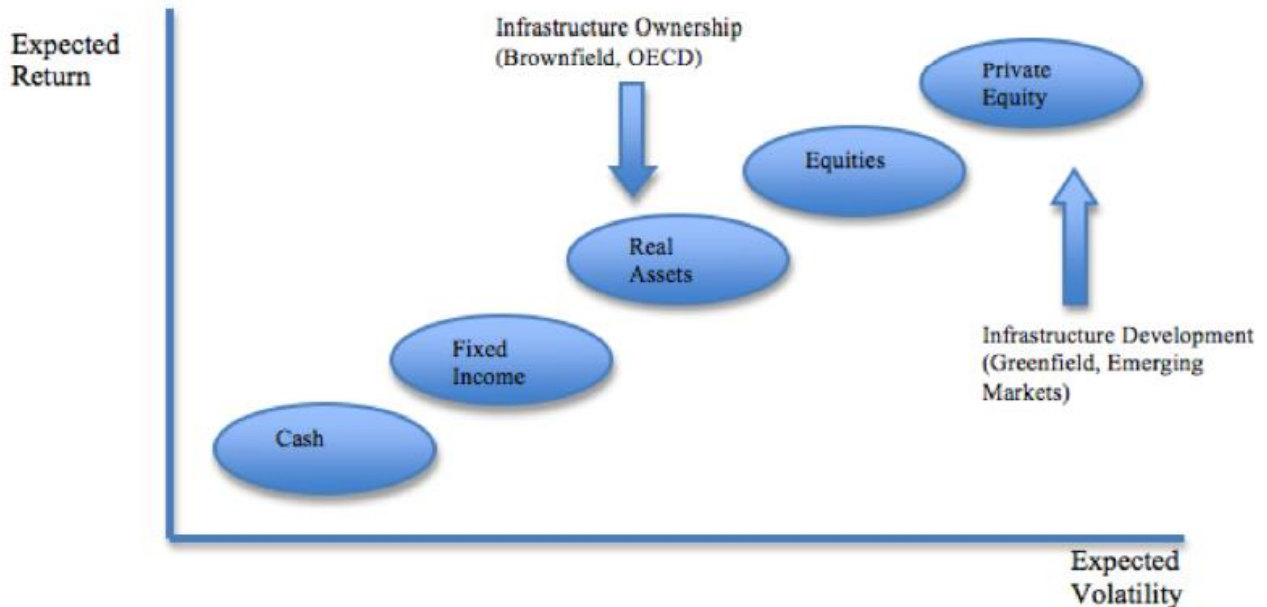 Expected
Return
Infrastructure Ownership
(Brownfield, OECD)
Private
Equity
Equities
Real
Assets
Infrastructure Development
(Greenfield, Emerging
Markets)
Fixed
Income
Cash
Expected
Volatility